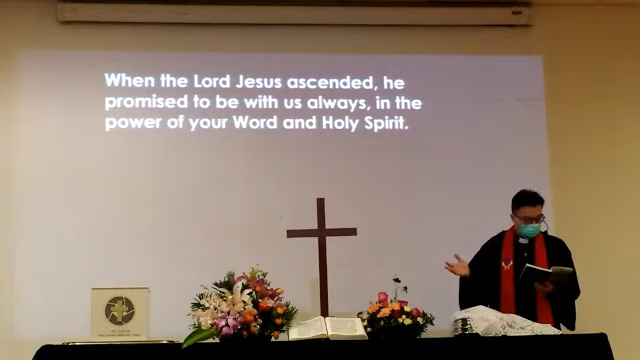 When the Lord Jesus ascended, he
promised to be with us always, in the
power of your Word and Holy Spirit.